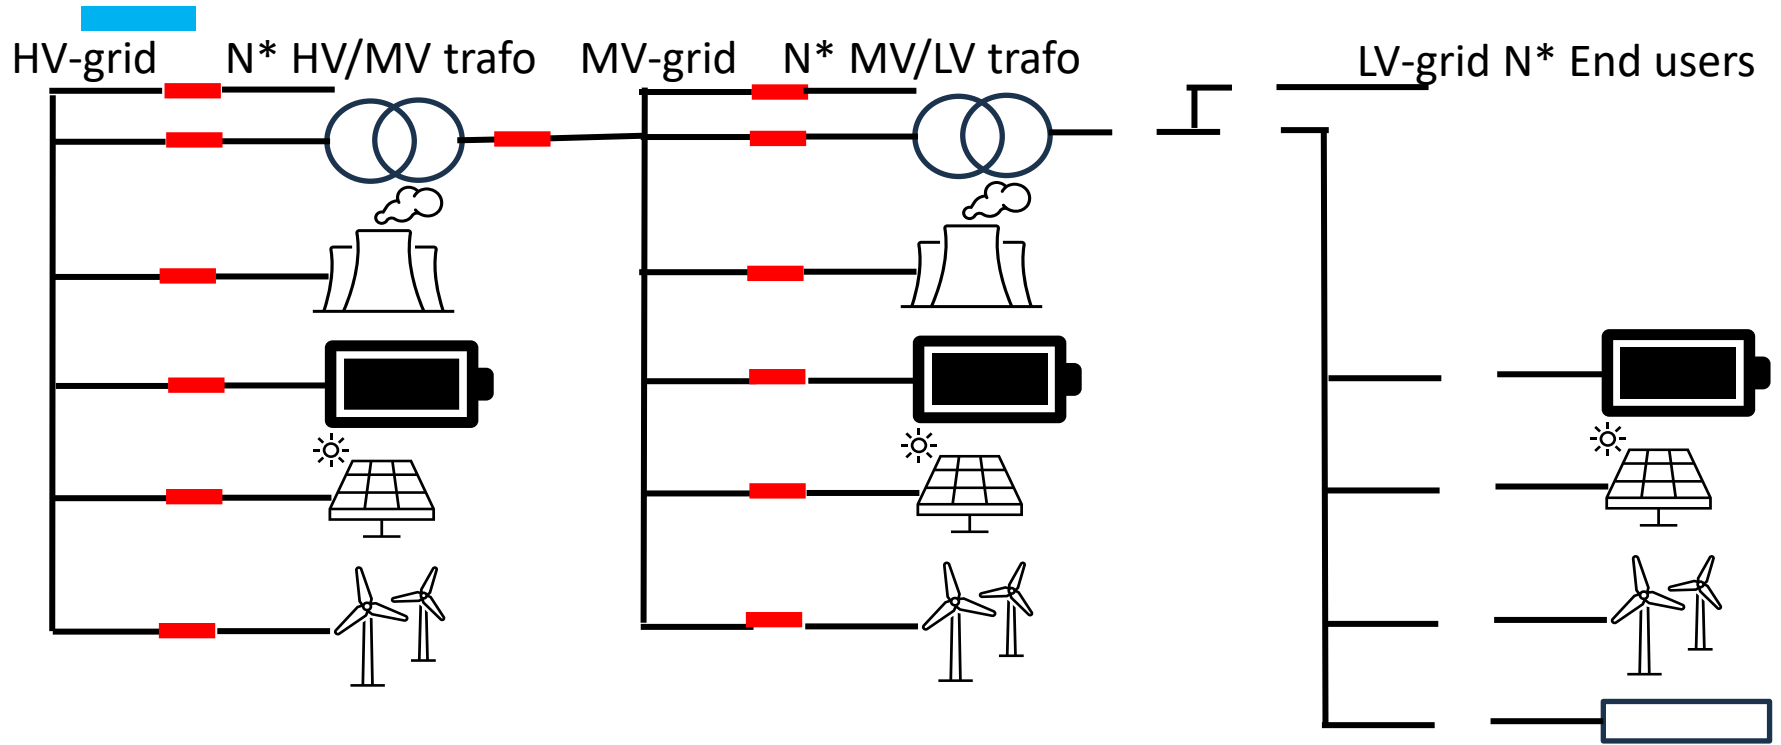 HV-grid N* HV/MV trafo MV-grid N* MV/LV trafo LV-grid N* End users